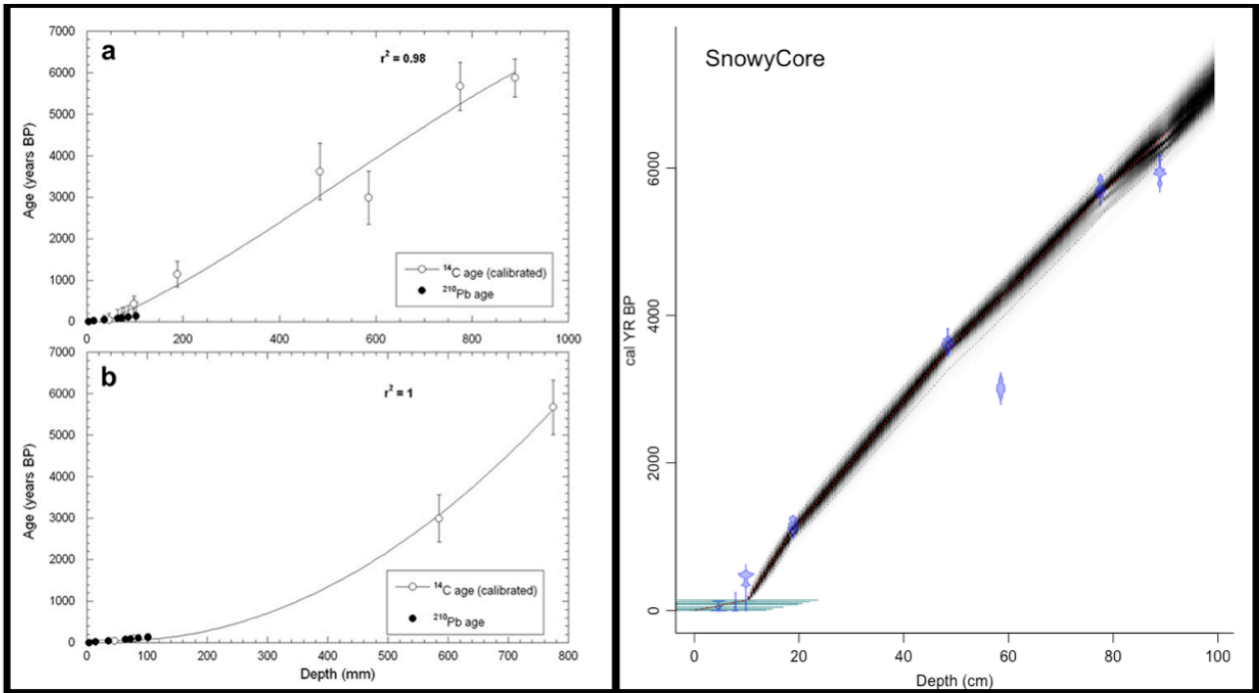 7000
6000
5000
4000
3000
2000
1000
0
a
r² = 0.98
Age (years BP)
¹⁴C age (calibrated)
²¹⁰Pb age
200 400 600 800 1000
7000
6000
5000
4000
3000
2000
1000
0
b
r² = 1
Age (years BP)
¹⁴C age (calibrated)
²¹⁰Pb age
0 100 200 300 400 500 600 700 800
Depth (mm)
SnowyCore
6000
4000
2000
0
cal YR BP
0 20 40 60 80 100
Depth (cm)